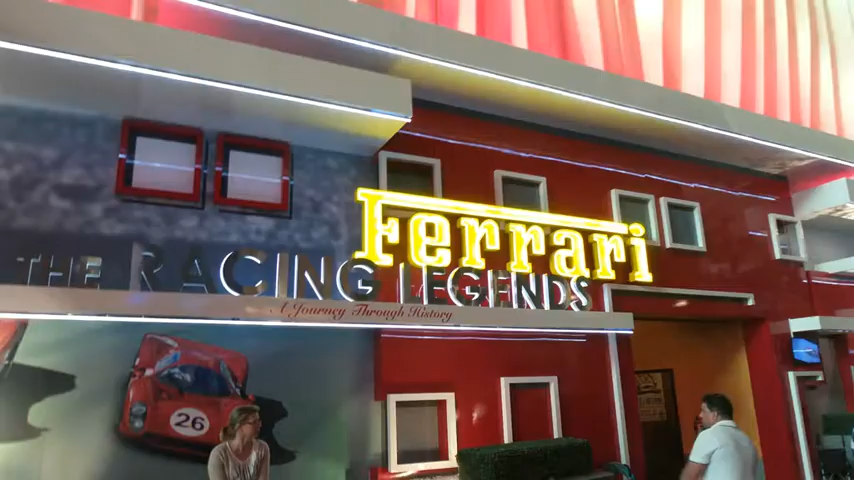 Ferrari
THE RACING LEGENDS
A Journey Through History
26